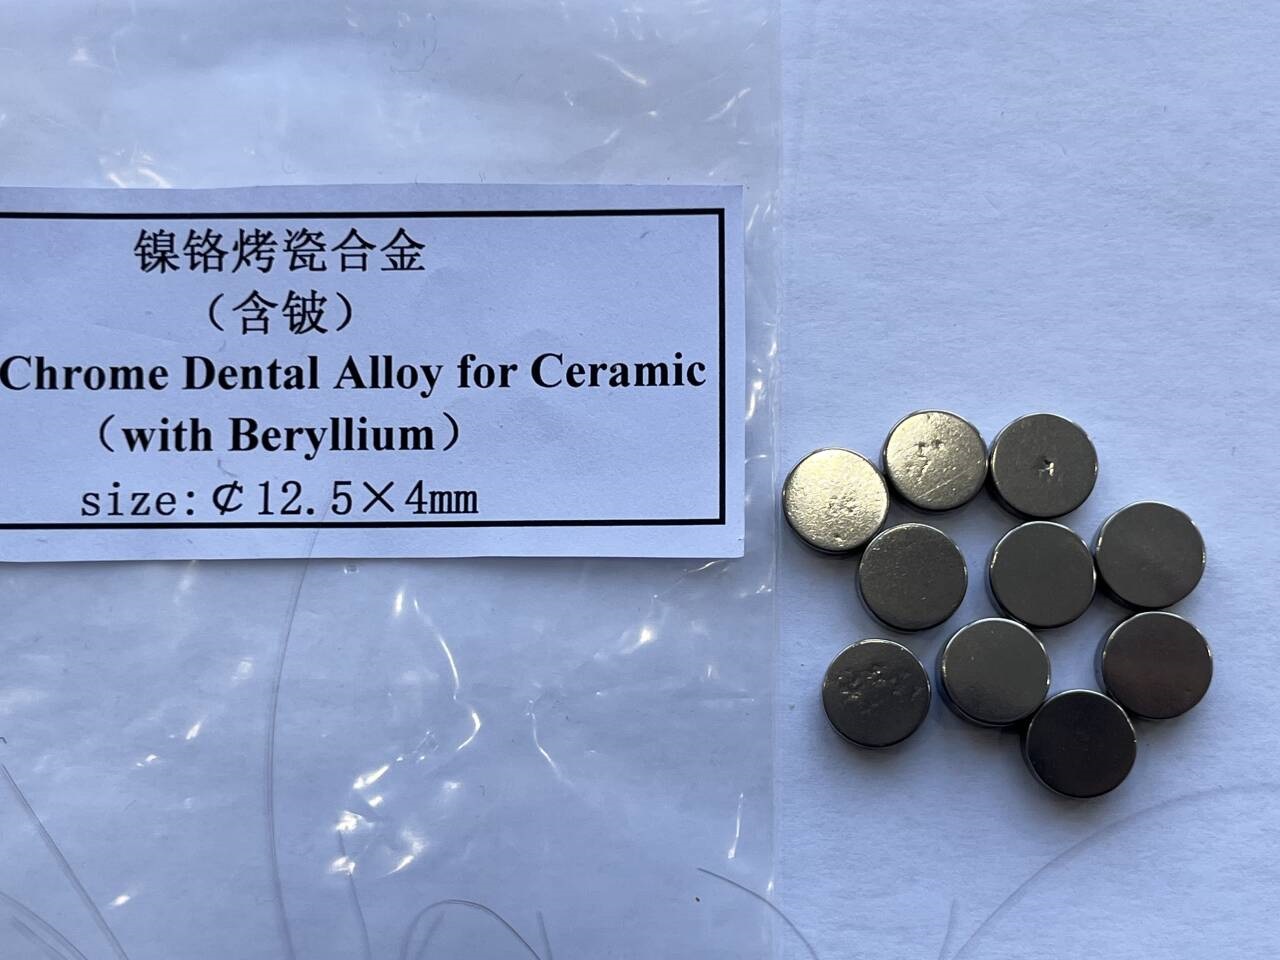 镍铬烤瓷合金
（含铍）
Chrome Dental Alloy for Ceramic
（with Beryllium）
size:₵12.5×4mm